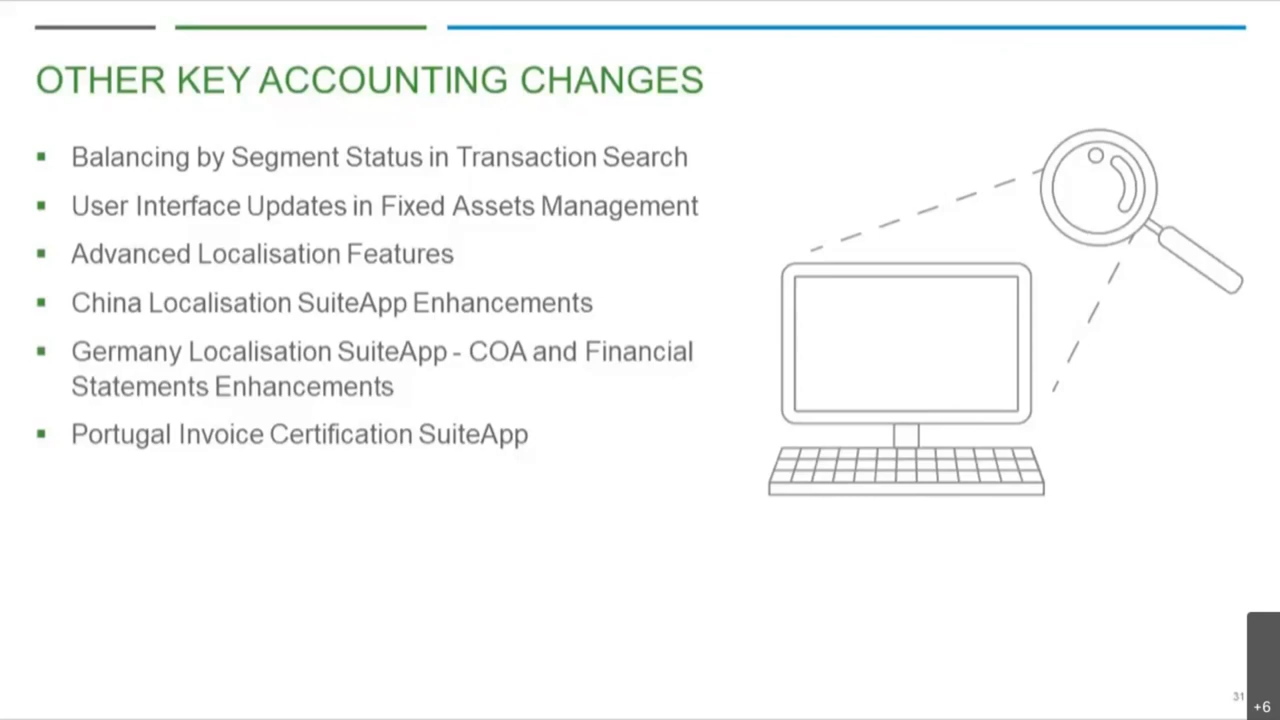 OTHER KEY ACCOUNTING CHANGES
Balancing by Segment Status in Transaction Search
User Interface Updates in Fixed Assets Management
Advanced Localisation Features
China Localisation SuiteApp Enhancements
Germany Localisation SuiteApp - COA and Financial
Statements Enhancements
Portugal Invoice Certification SuiteApp
31
+6